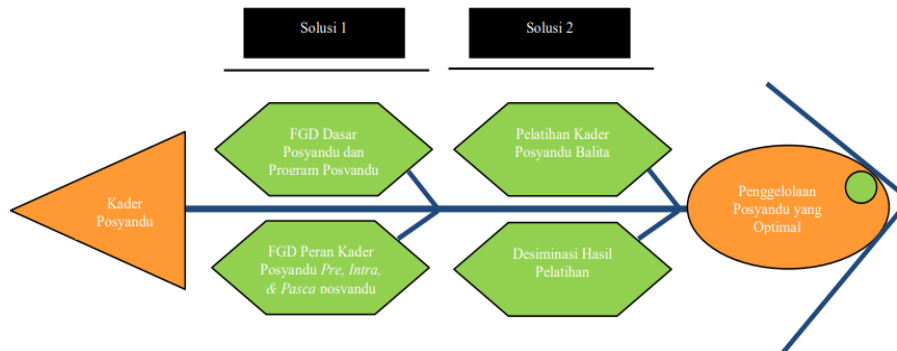 Solusi 1
Solusi 2
FGD Dasar
Posyandu dan
Program Posyandu
Pelatihan Kader
Posyandu Balita
Kader
Posyandu
Penggelolaan
Posyandu yang
Optimal
FGD Peran Kader
Posyandu Pre, Intra,
& Pasca posyandu
Desiminasi Hasil
Pelatihan